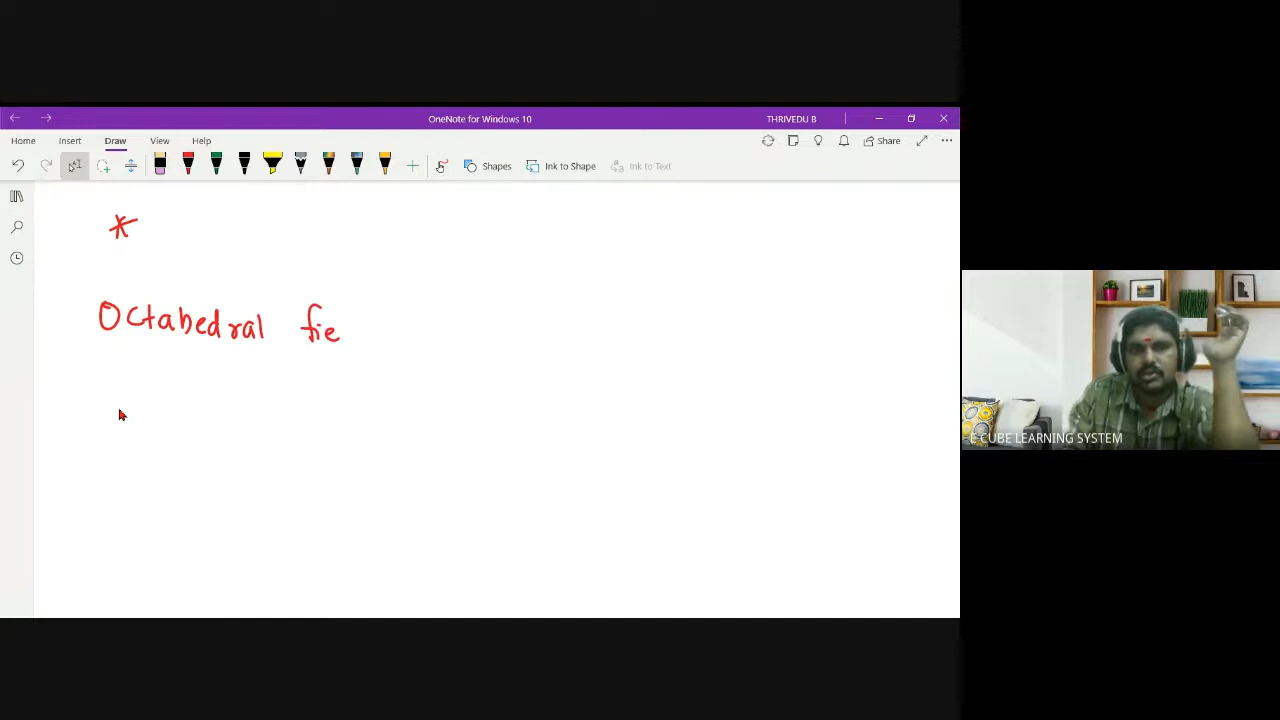 OneNote for Windows 10
THRIVEDU B
Home Insert Draw View Help
Share
Shapes Ink to Shape Ink to Text
*
Octahedral fie
E CUBE LEARNING SYSTEM